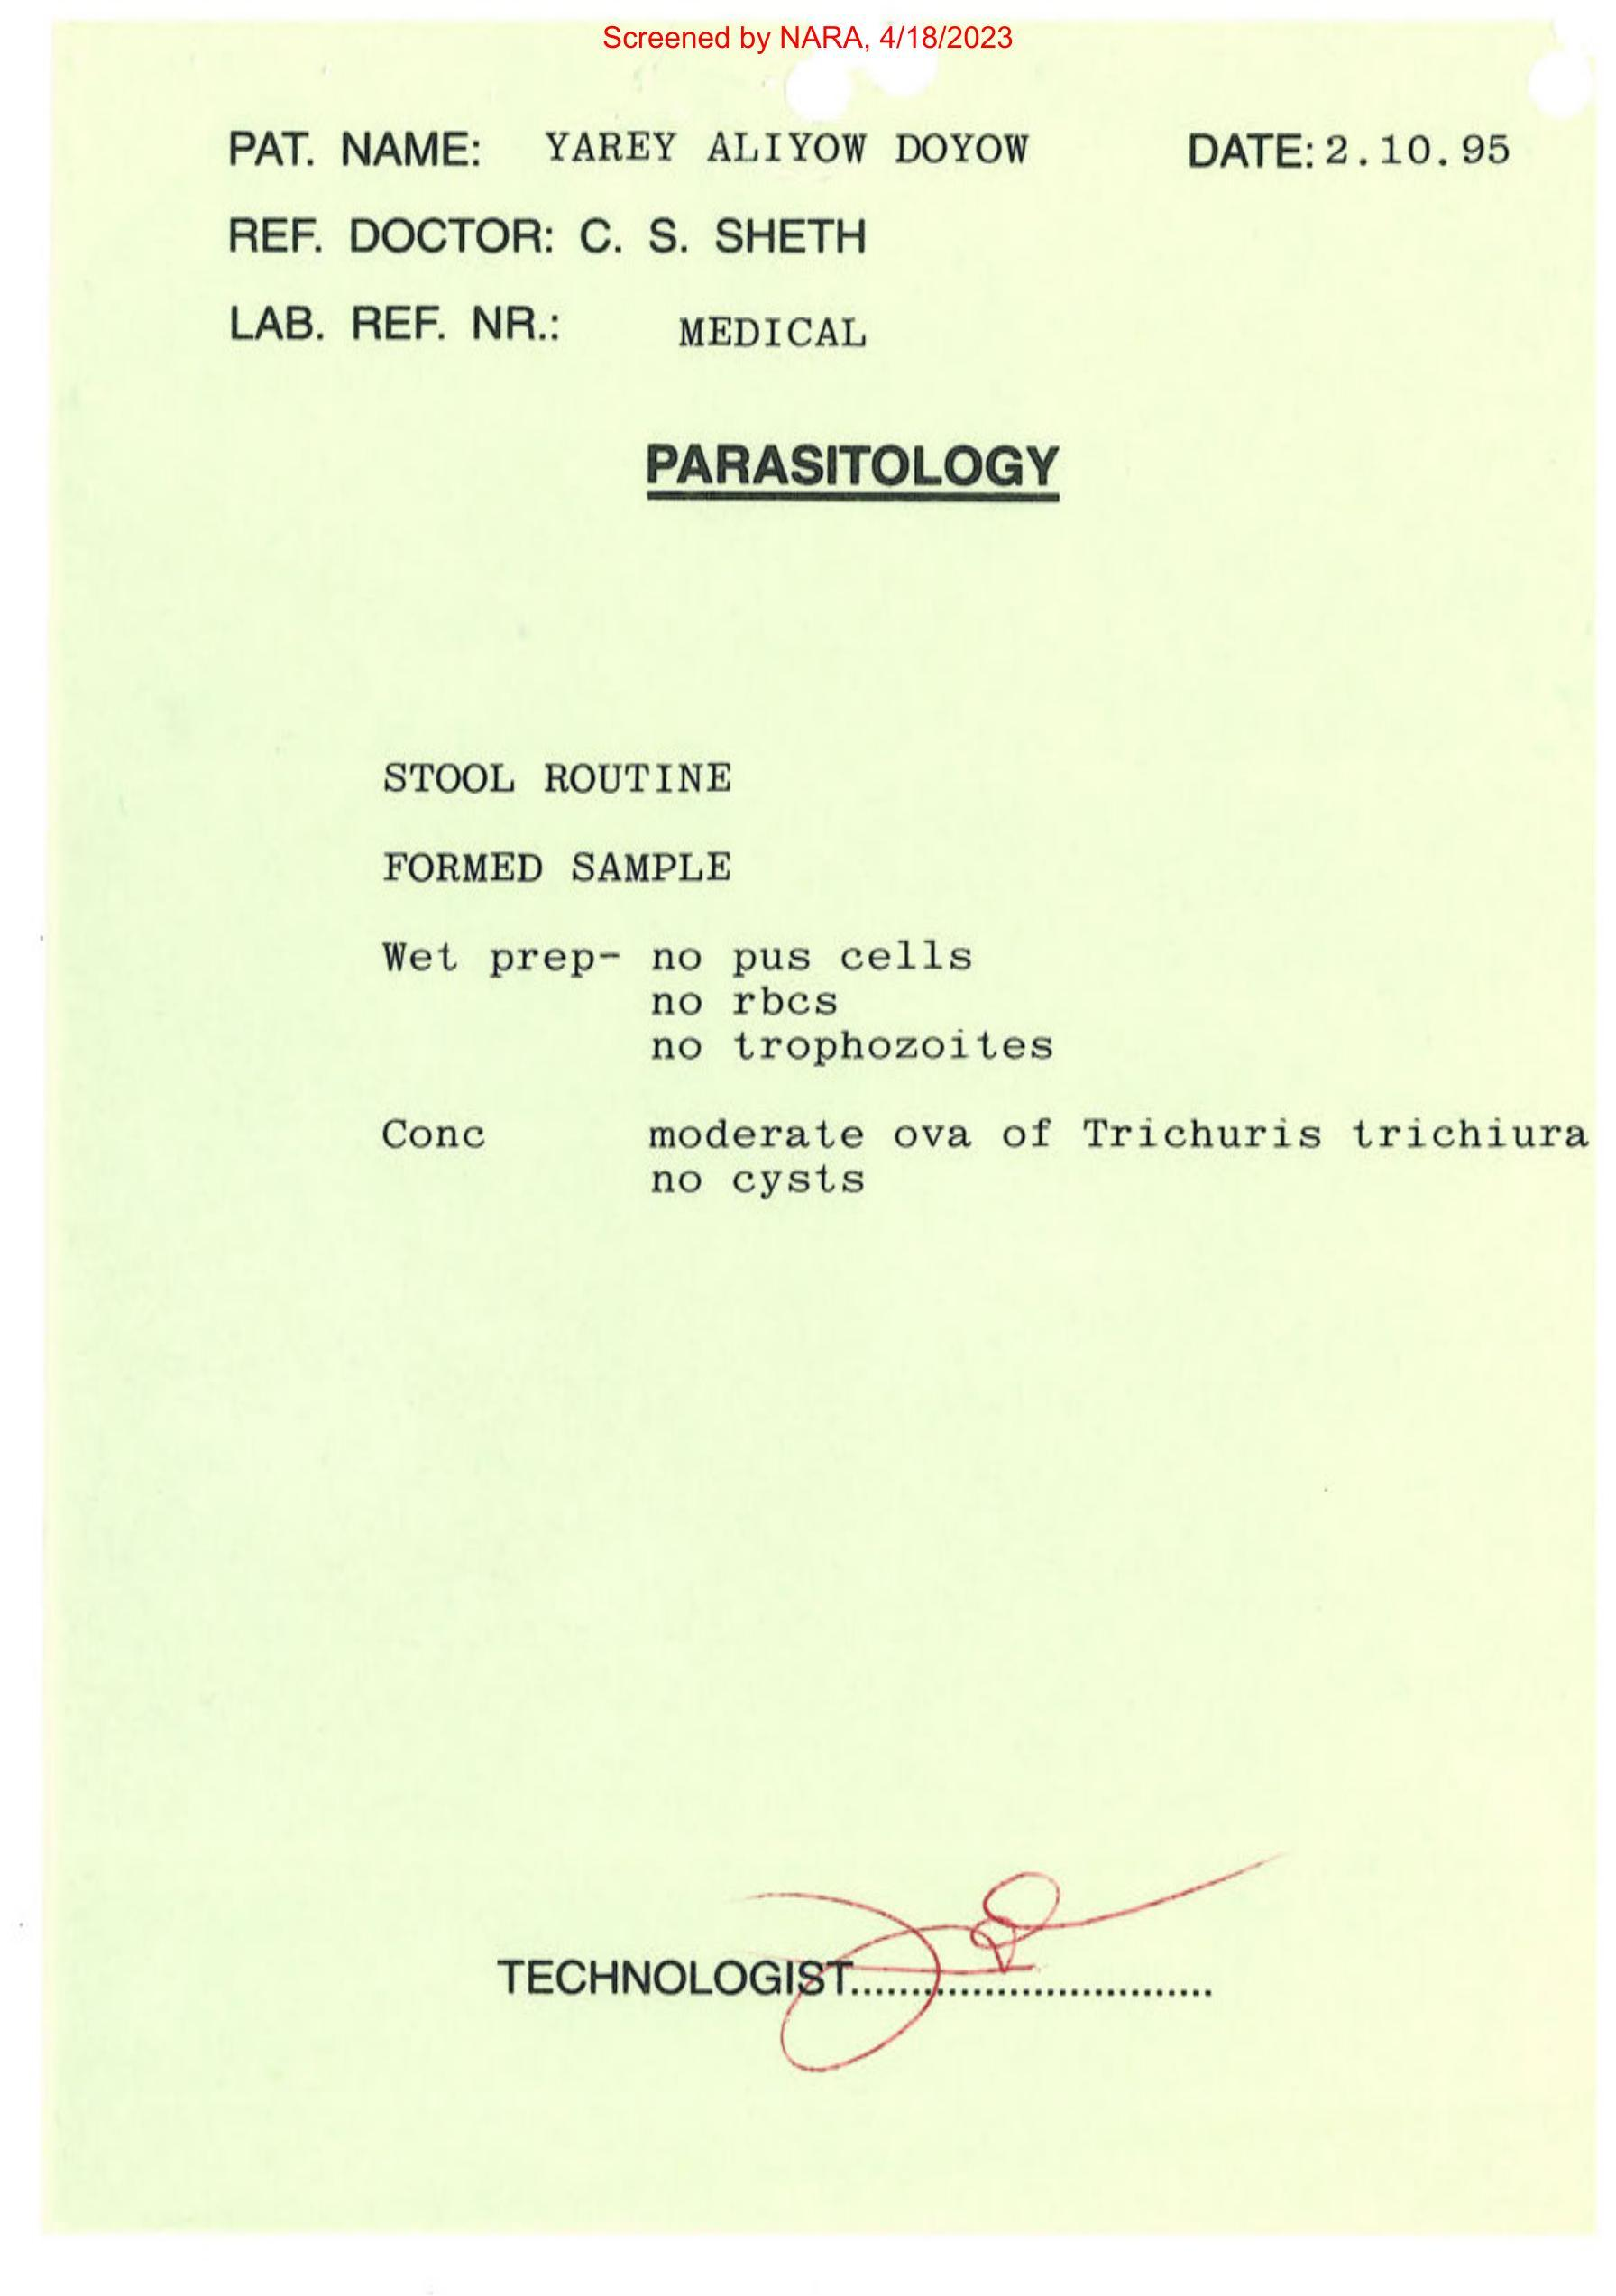 Screened by NARA, 4/18/2023
PAT. NAME: YAREY ALIYOW DOYOW DATE: 2.10.95
REF. DOCTOR: C. S. SHETH
LAB. REF. NR.: MEDICAL
PARASITOLOGY
STOOL ROUTINE
FORMED SAMPLE
Wet prep- no pus cells
no rbcs
no trophozoites
Conc moderate ova of Trichuris trichiura
no cysts
TECHNOLOGIST..............................